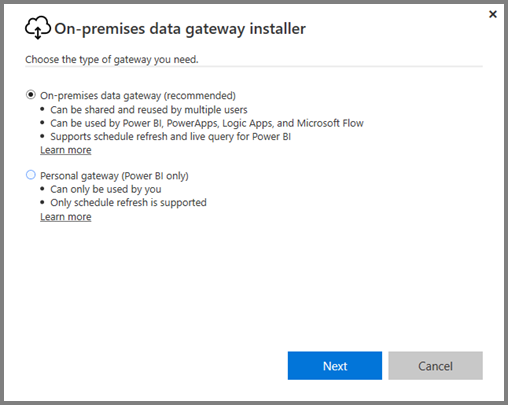 On-premises data gateway installer
Choose the type of gateway you need.
On-premises data gateway (recommended)
• Can be shared and reused by multiple users
• Can be used by Power BI, PowerApps, Logic Apps, and Microsoft Flow
• Supports schedule refresh and live query for Power BI
Learn more
Personal gateway (Power BI only)
• Can only be used by you
• Only schedule refresh is supported
Learn more
Next
Cancel